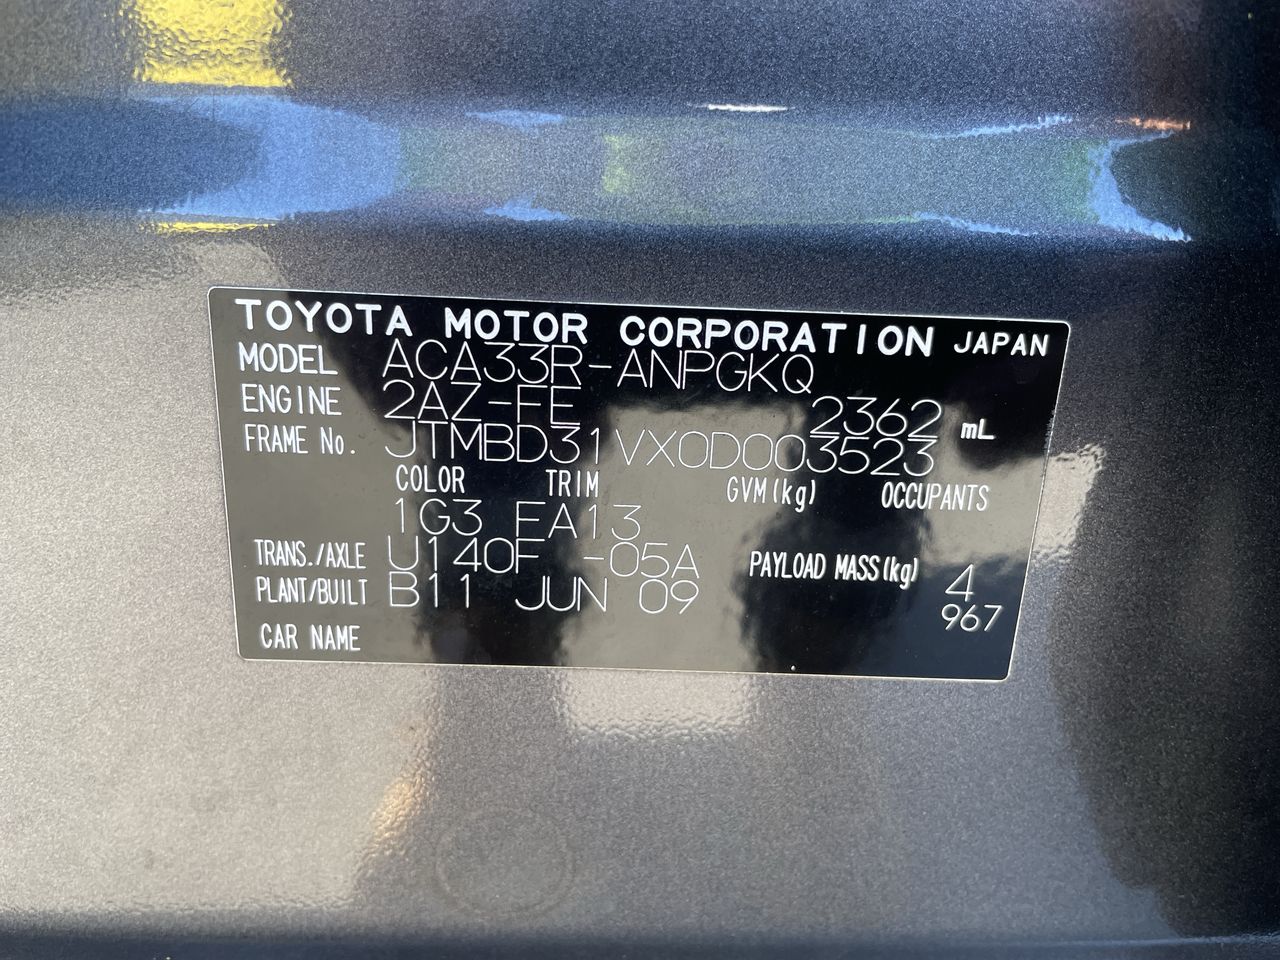 TOYOTA MOTOR CORPORATION JAPAN
MODEL ACA33R-ANPGKQ
ENGINE 2AZ-FE 2362 mL
FRAME No. JTMBD31VX0D003523
COLOR TRIM GVM(kg) OCCUPANTS
1G3 EA13
TRANS./AXLE U140F -05A PAYLOAD MASS(kg) 4
PLANT/BUILT B11 JUN 09 967
CAR NAME